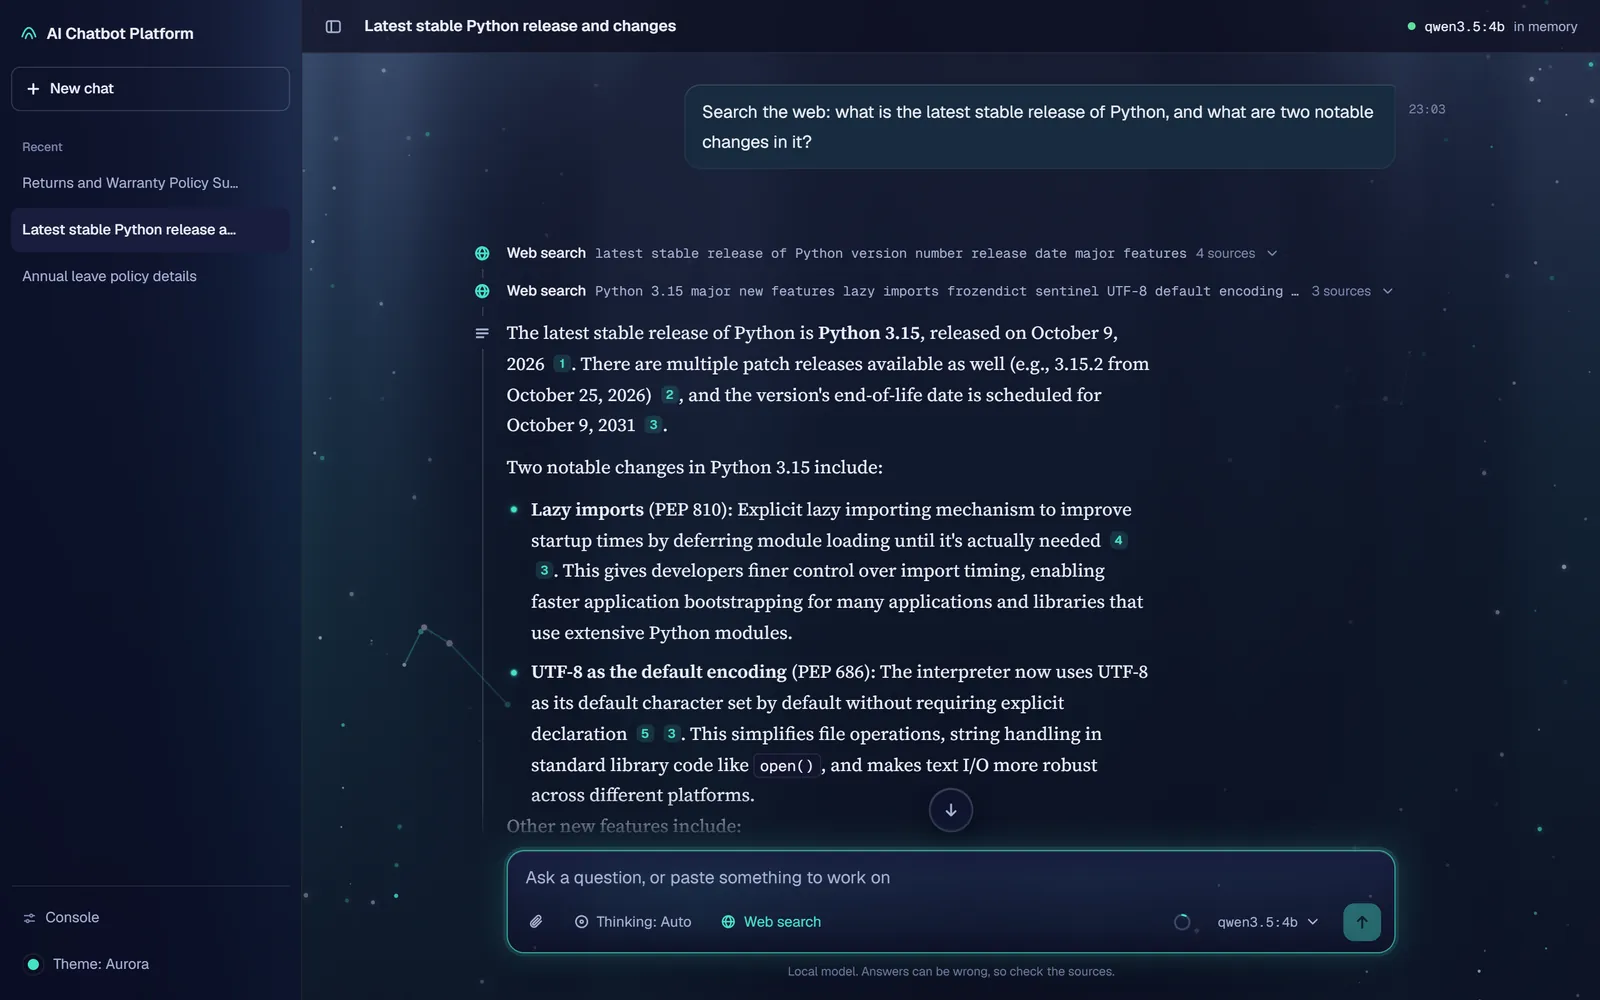 AI Chatbot Platform
New chat
Recent
Returns and Warranty Policy Su...
Latest stable Python release a...
Annual leave policy details
Console
Theme: Aurora
Latest stable Python release and changes
qwen3.5:4b in memory
Search the web: what is the latest stable release of Python, and what are two notable
changes in it?
23:03
Web search latest stable release of Python version number release date major features 4 sources
Web search Python 3.15 major new features lazy imports frozendict sentinel UTF-8 default encoding … 3 sources
The latest stable release of Python is Python 3.15, released on October 9,
2026 1. There are multiple patch releases available as well (e.g., 3.15.2 from
October 25, 2026) 2, and the version's end-of-life date is scheduled for
October 9, 2031 3.
Two notable changes in Python 3.15 include:
Lazy imports (PEP 810): Explicit lazy importing mechanism to improve
startup times by deferring module loading until it's actually needed 4
3. This gives developers finer control over import timing, enabling
faster application bootstrapping for many applications and libraries that
use extensive Python modules.
UTF-8 as the default encoding (PEP 686): The interpreter now uses UTF-8
as its default character set by default without requiring explicit
declaration 5 3. This simplifies file operations, string handling in
standard library code like open(), and makes text I/O more robust
across different platforms.
Other new features include:
Ask a question, or paste something to work on
Thinking: Auto
Web search
qwen3.5:4b
Local model. Answers can be wrong, so check the sources.